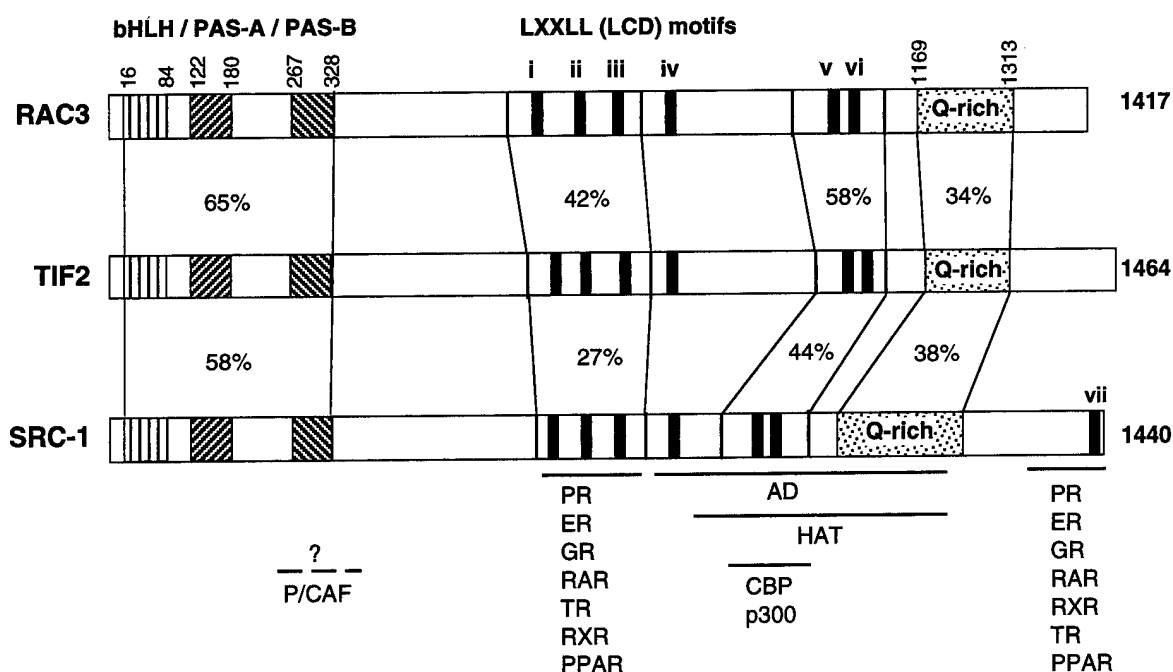 bHLH / PAS-A / PAS-B
LXXLL (LCD) motifs
16 84 122 180 267 328
i ii iii iv v vi
1169 1313
RAC3
Q-rich
1417
65% 42% 58% 34%
TIF2
Q-rich
1464
58% 27% 44% 38%
vii
SRC-1
Q-rich
1440
?
P/CAF
PR
ER
GR
RAR
TR
RXR
PPAR
AD
HAT
CBP
p300
PR
ER
GR
RAR
RXR
TR
PPAR